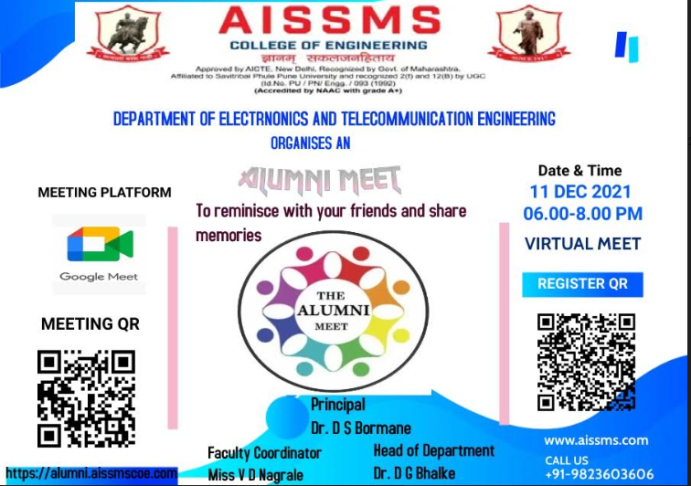 AISSMS
COLLEGE OF ENGINEERING
ज्ञानम् सकलजनहिताय
Approved by AICTE, New Delhi, Recognized by Govt. of Maharashtra.
Affiliated to Savitribai Phule Pune University and recognized 2(f) and 12(B) by UGC
(Id.No. PU / PN/ Engg. / 093 (1992)
(Accredited by NAAC with grade A+)
DEPARTMENT OF ELECTRNONICS AND TELECOMMUNICATION ENGINEERING
ORGANISES AN
ALUMNI MEET
To reminisce with your friends and share
memories
MEETING PLATFORM
Google Meet
MEETING QR
THE
ALUMNI
MEET
Date & Time
11 DEC 2021
06.00-8.00 PM
VIRTUAL MEET
REGISTER QR
Principal
Dr. D S Bormane
Faculty Coordinator
Miss V D Nagrale
Head of Department
Dr. D G Bhalke
https://alumni.aissmscoe.com
www.aissms.com
CALL US
+91-9823603606